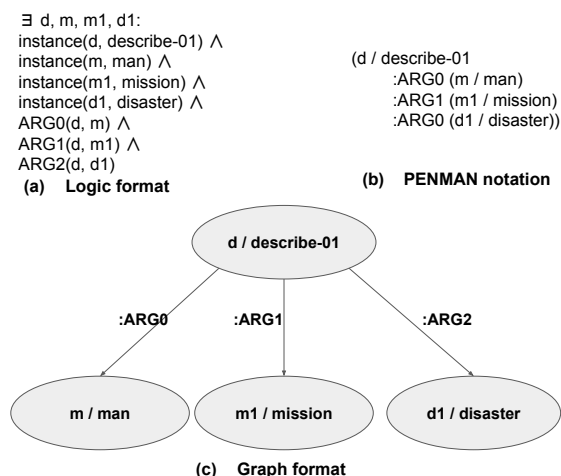 ∃ d, m, m1, d1:
instance(d, describe-01) ∧
instance(m, man) ∧
instance(m1, mission) ∧
instance(d1, disaster) ∧
ARG0(d, m) ∧
ARG1(d, m1) ∧
ARG2(d, d1)
(a) Logic format
(d / describe-01
:ARG0 (m / man)
:ARG1 (m1 / mission)
:ARG0 (d1 / disaster))
(b) PENMAN notation
d / describe-01
:ARG0 :ARG1 :ARG2
m / man m1 / mission d1 / disaster
(c) Graph format